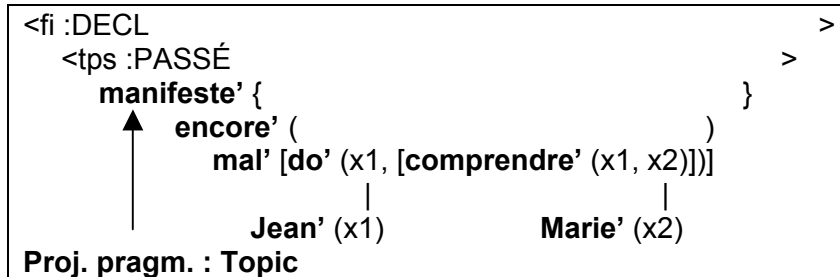 <fi :DECL >
<tps :PASSÉ >
manifeste’ { }
encore’ ( )
mal’ [do’ (x1, [comprendre’ (x1, x2)])]
Jean’ (x1) Marie’ (x2)
Proj. pragm. : Topic